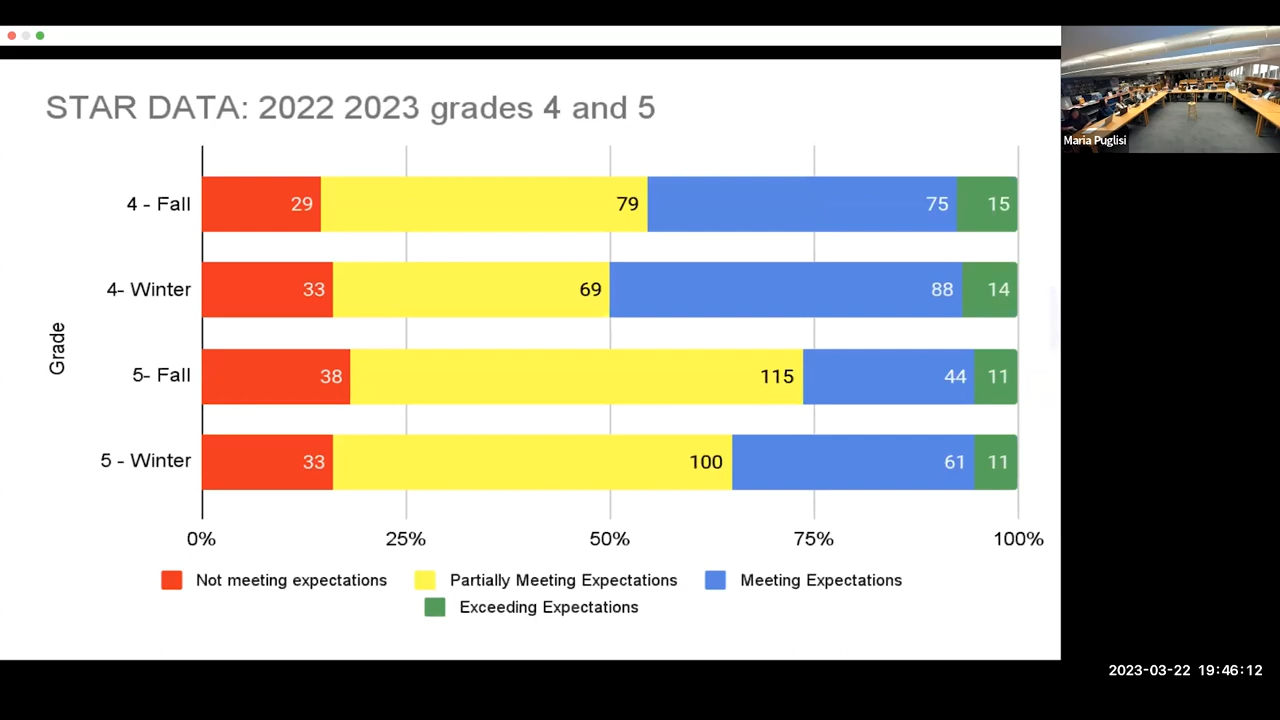 STAR DATA: 2022 2023 grades 4 and 5
Maria Puglisi
Grade
4 - Fall 29 79 75 15
4- Winter 33 69 88 14
5- Fall 38 115 44 11
5 - Winter 33 100 61 11
0% 25% 50% 75% 100%
Not meeting expectations Partially Meeting Expectations Meeting Expectations
Exceeding Expectations
2023-03-22 19:46:12